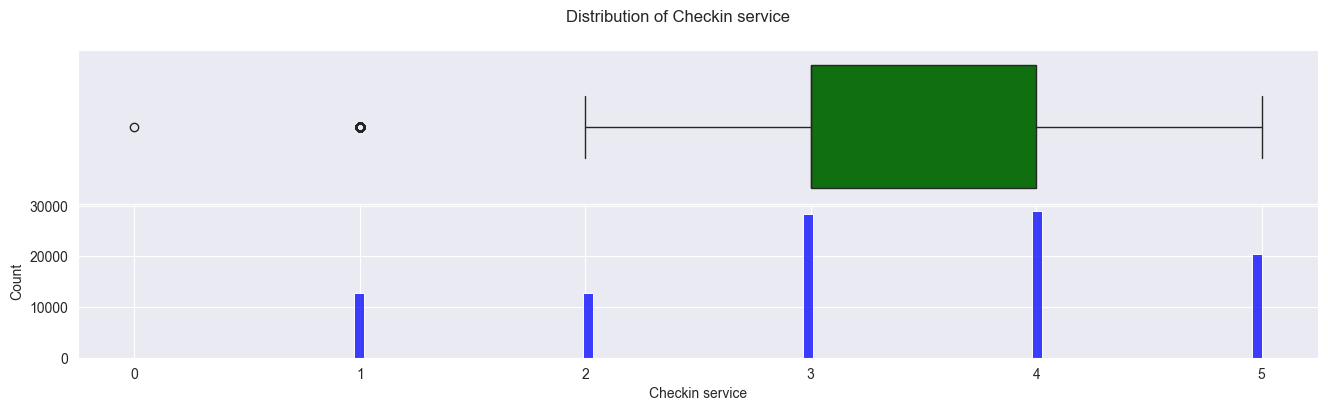 Distribution of Checkin service
30000
20000
10000
0
Count
0 1 2 3 4 5
Checkin service